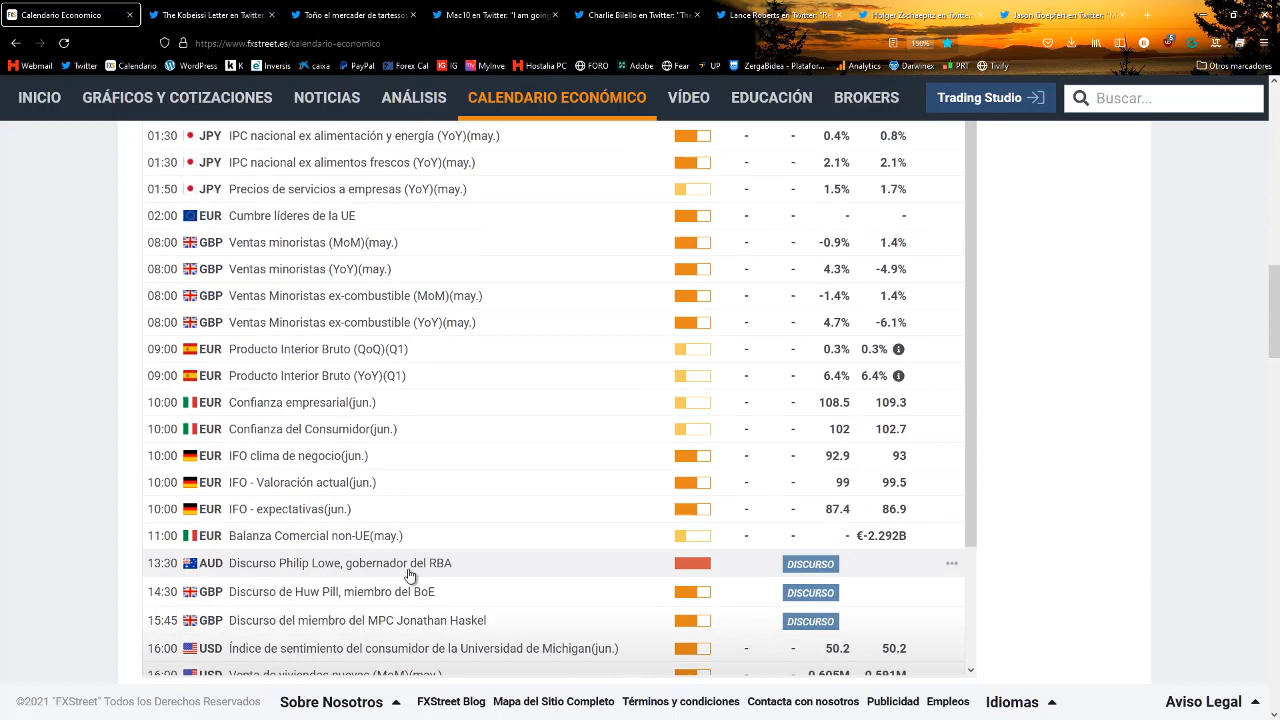 Calendario Económico
The Kobeissi Letter en Twitter:
Toño el mercader de tartesso
Mac10 en Twitter: "I am going
Charlie Bilello en Twitter: "The
Lance Roberts en Twitter: "Re
Holger Zschaepitz en Twitter:
Jason Goepfert en Twitter: "M
https://www.fxstreet.es/calendario-economico
150%
Webmail Twitter Calendario WordPress K Inversis caixa PayPal Forex Cal IG MyInve Hostalia PC FORO Adobe Fear UP ZergaBidea - Platafor... Analytics Darwinex PRT Tivify Otros marcadores
INICIO GRÁFICOS Y COTIZACIONES NOTICIAS ANÁLISIS CALENDARIO ECONÓMICO VÍDEO EDUCACIÓN BROKERS Trading Studio Buscar...
01:30 JPY IPC nacional ex alimentación y energía (YoY)(may.) - - 0.4% 0.8%
01:30 JPY IPC nacional ex alimentos frescos (YoY)(may.) - - 2.1% 2.1%
01:50 JPY Precios de servicios a empresas (YoY)(may.) - - 1.5% 1.7%
02:00 EUR Cumbre líderes de la UE - - - -
08:00 GBP Ventas minoristas (MoM)(may.) - - -0.9% 1.4%
08:00 GBP Ventas minoristas (YoY)(may.) - - 4.3% -4.9%
08:00 GBP Ventas Minoristas ex-combustible (MoM)(may.) - - -1.4% 1.4%
08:00 GBP Ventas Minoristas ex-combustible (YoY)(may.) - - 4.7% -6.1%
09:00 EUR Producto Interior Bruto (QoQ)(Q1) - - 0.3% 0.3%
09:00 EUR Producto Interior Bruto (YoY)(Q1) - - 6.4% 6.4%
10:00 EUR Confianza empresarial(jun.) - - 108.5 109.3
10:00 EUR Confianza del Consumidor(jun.) - - 102 102.7
10:00 EUR IFO clima de negocio(jun.) - - 92.9 93
10:00 EUR IFO - Valoración actual(jun.) - - 99 99.5
10:00 EUR IFO - expectativas(jun.) - - 87.4 86.9
11:00 EUR Balanza Comercial non-UE(may.) - - - €-2.292B
13:30 AUD Discurso Philip Lowe, gobernador del RBA DISCURSO
14:30 GBP Discurso de Huw Pill, miembro del BoE DISCURSO
15:45 GBP Discurso del miembro del MPC Jonathan Haskel DISCURSO
16:00 USD Índice de sentimiento del consumidor de la Universidad de Michigan(jun.) - - 50.2 50.2
16:00 USD Venta de viviendas nuevas (MoM)(may.) - - 0.605M 0.591M
©2021 "FXStreet" Todos los Derechos Reservados Sobre Nosotros FXStreet Blog Mapa del Sitio Completo Términos y condiciones Contacta con nosotros Publicidad Empleos Idiomas Aviso Legal